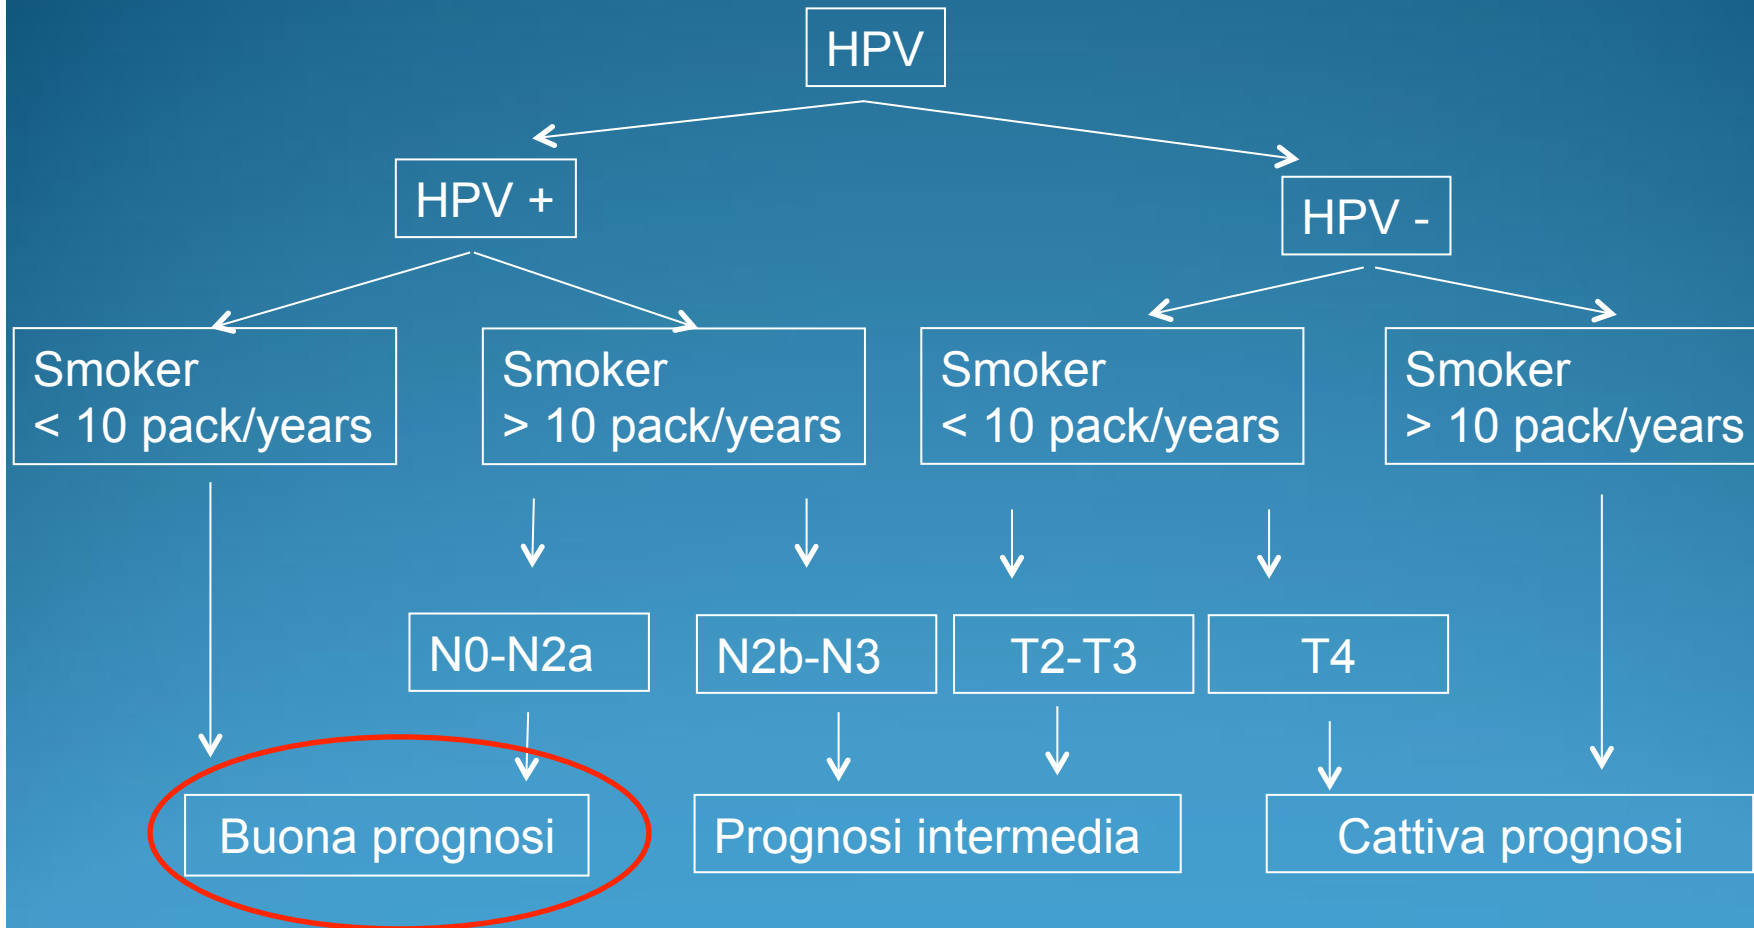 HPV
HPV +
HPV -
Smoker
< 10 pack/years
Smoker
> 10 pack/years
Smoker
< 10 pack/years
Smoker
> 10 pack/years
N0-N2a
N2b-N3
T2-T3
T4
Buona prognosi
Prognosi intermedia
Cattiva prognosi